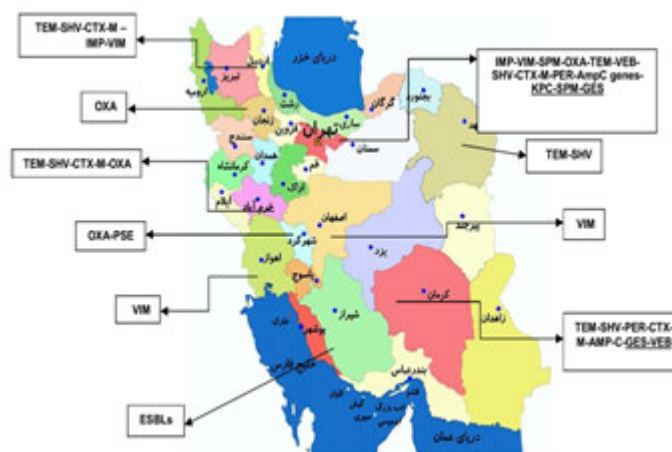 TEM-SHV-CTX-M –
IMP-VIM
OXA
TEM-SHV-CTX-M-OXA
OXA-PSE
VIM
ESBLs
IMP-VIM-SPM-OXA-TEM-VEB-
SHV-CTX-M-PER-AmpC genes-
KPC-SPM-GES
TEM-SHV
VIM
TEM-SHV-PER-CTX-
M-AMP-C-GES-VEB
دریای خزر
تبریز
اردبیل
ارومیه
رشت
زنجان
قزوین
تهران
ساری
گرگان
بجنورد
سمنان
سنندج
همدان
کرمانشاه
قم
اراک
ایلام
خرم آباد
اصفهان
شهرکرد
یزد
بیرجند
اهواز
یاسوج
کرمان
شیراز
زاهدان
بوشهر
خلیج فارس
بندرعباس
دریای عمان